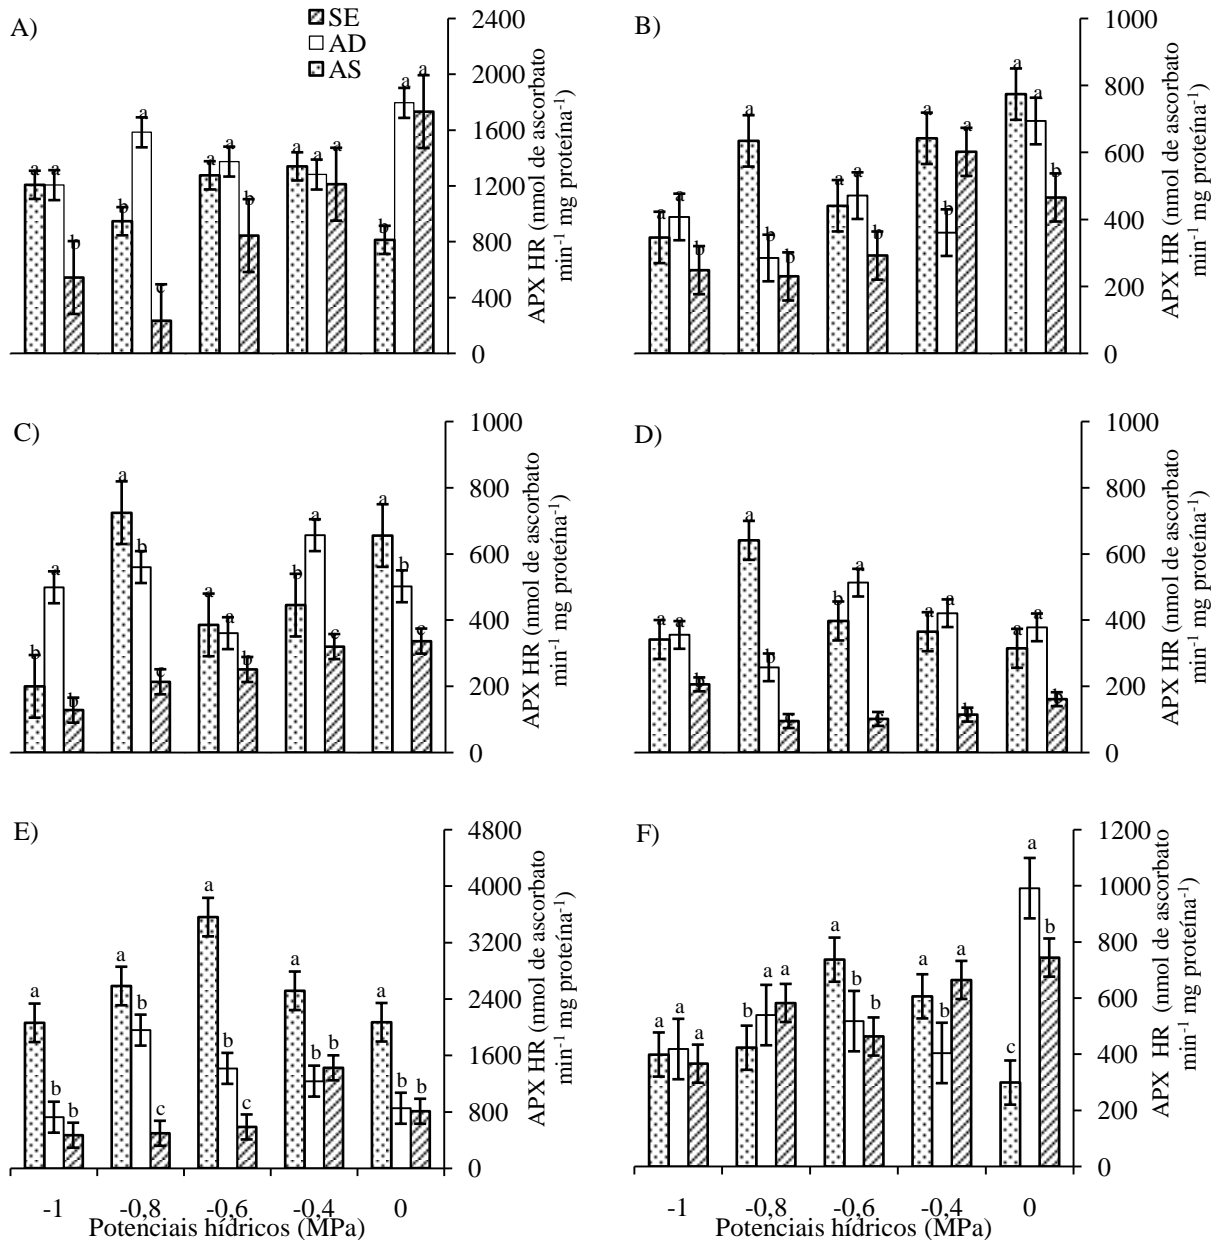 A)
SE
AD
AS
a a b
b a c
a a b
a a a
b a a
2400
2000
1600
1200
800
400
0
APX HR (nmol de ascorbato
min⁻¹ mg proteína⁻¹)
B)
a a b
a b b
a a b
a b a
a a b
1000
800
600
400
200
0
APX HR (nmol de ascorbato
min⁻¹ mg proteína⁻¹)
C)
b a b
a b c
a a b
b a c
a b c
1000
800
600
400
200
0
APX HR (nmol de ascorbato
min⁻¹ mg proteína⁻¹)
D)
a a b
a b c
b a c
a a b
a a b
1000
800
600
400
200
0
APX HR (nmol de ascorbato
min⁻¹ mg proteína⁻¹)
E)
a b b
a b c
a b c
a b b
a b b
4800
4000
3200
2400
1600
800
0
APX HR (nmol de ascorbato
min⁻¹ mg proteína⁻¹)
-1 -0,8 -0,6 -0,4 0
Potenciais hídricos (MPa)
F)
a a a
b a a
a b b
a b a
c a b
1200
1000
800
600
400
200
0
APX HR (nmol de ascorbato
min⁻¹ mg proteína⁻¹)
-1 -0,8 -0,6 -0,4 0
Potenciais hídricos (MPa)